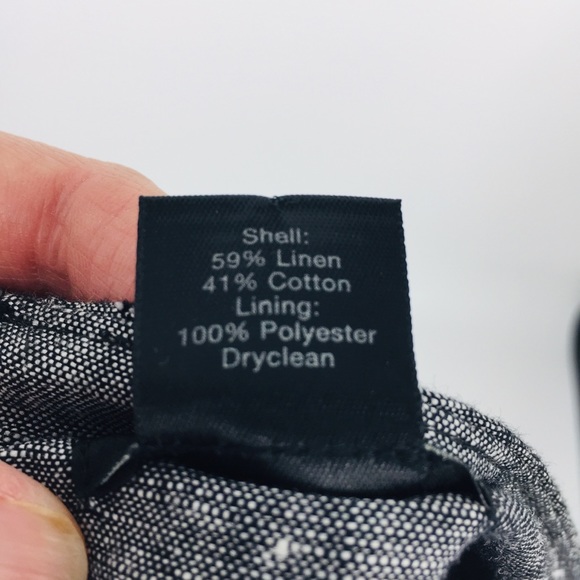 Shell:
59% Linen
41% Cotton
Lining:
100% Polyester
Dryclean